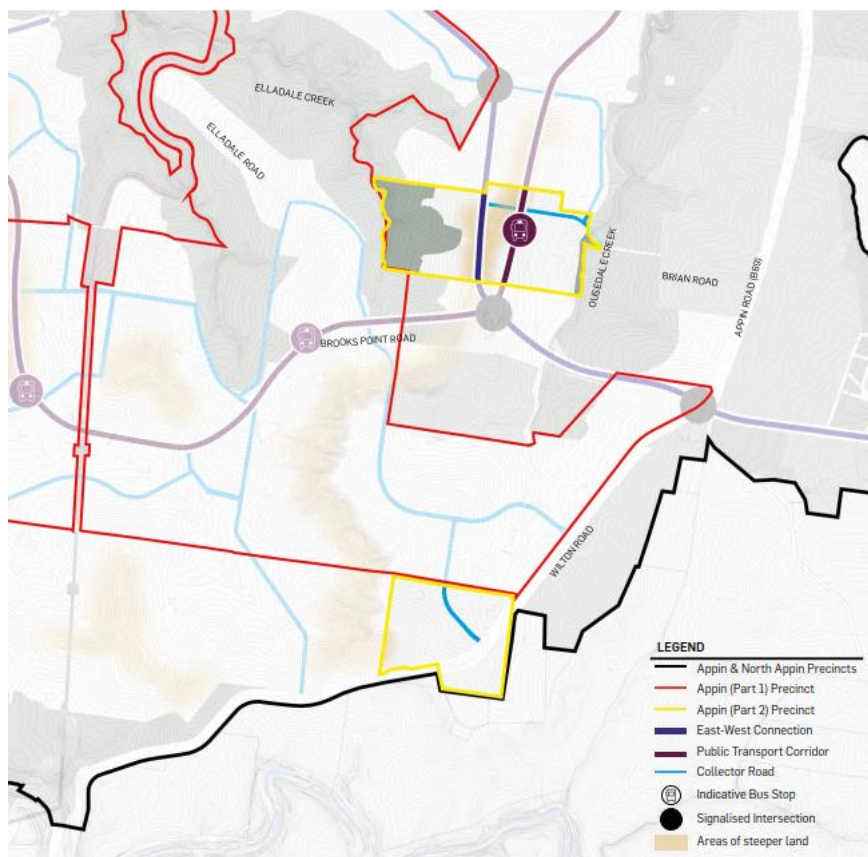 ELLADALE CREEK
ELLADALE ROAD
OUSEDALE CREEK
BRIAN ROAD
APPIN ROAD (B69)
BROOKS POINT ROAD
WILTON ROAD
LEGEND
Appin & North Appin Precincts
Appin (Part 1) Precinct
Appin (Part 2) Precinct
East-West Connection
Public Transport Corridor
Collector Road
Indicative Bus Stop
Signalised Intersection
Areas of steeper land